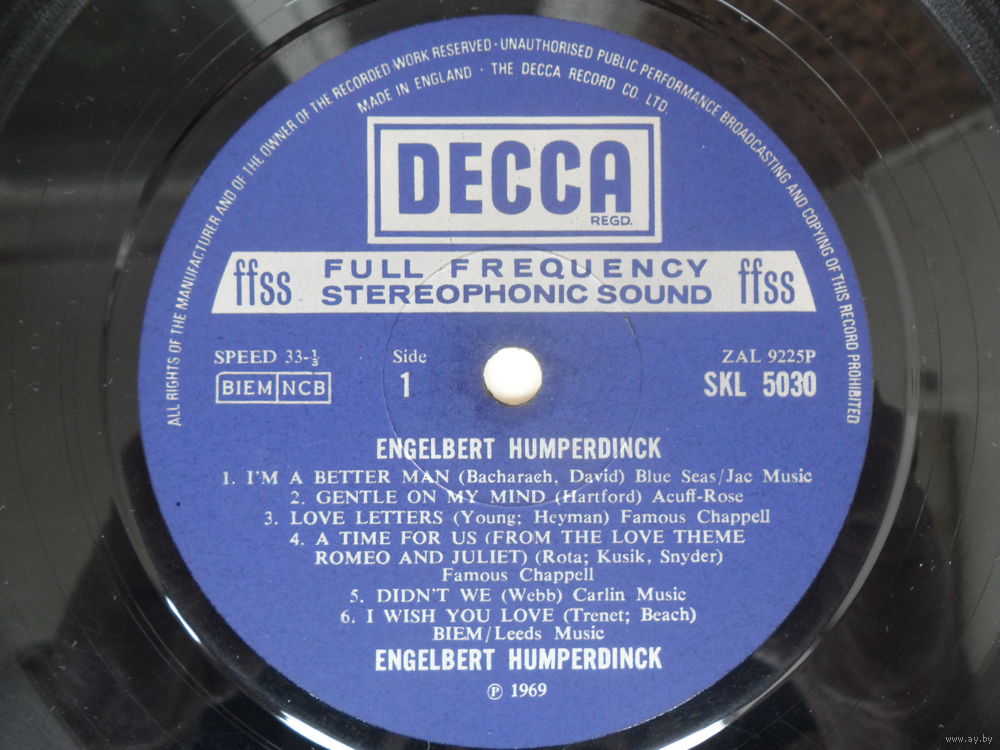 ALL RIGHTS OF THE MANUFACTURER AND OF THE OWNER OF THE RECORDED WORK RESERVED · UNAUTHORISED PUBLIC PERFORMANCE BROADCASTING AND COPYING OF THIS RECORD PROHIBITED
MADE IN ENGLAND · THE DECCA RECORD CO. LTD.
DECCA
REGD.
ffss FULL FREQUENCY ffss
STEREOPHONIC SOUND
SPEED 33-⅓ Side ZAL 9225P
BIEM NCB 1 SKL 5030
ENGELBERT HUMPERDINCK
1. I'M A BETTER MAN (Bacharach, David) Blue Seas/Jac Music
2. GENTLE ON MY MIND (Hartford) Acuff-Rose
3. LOVE LETTERS (Young; Heyman) Famous Chappell
4. A TIME FOR US (FROM THE LOVE THEME
ROMEO AND JULIET) (Rota; Kusik, Snyder)
Famous Chappell
5. DIDN'T WE (Webb) Carlin Music
6. I WISH YOU LOVE (Trenet; Beach)
BIEM/Leeds Music
ENGELBERT HUMPERDINCK
℗ 1969
www.ay.by